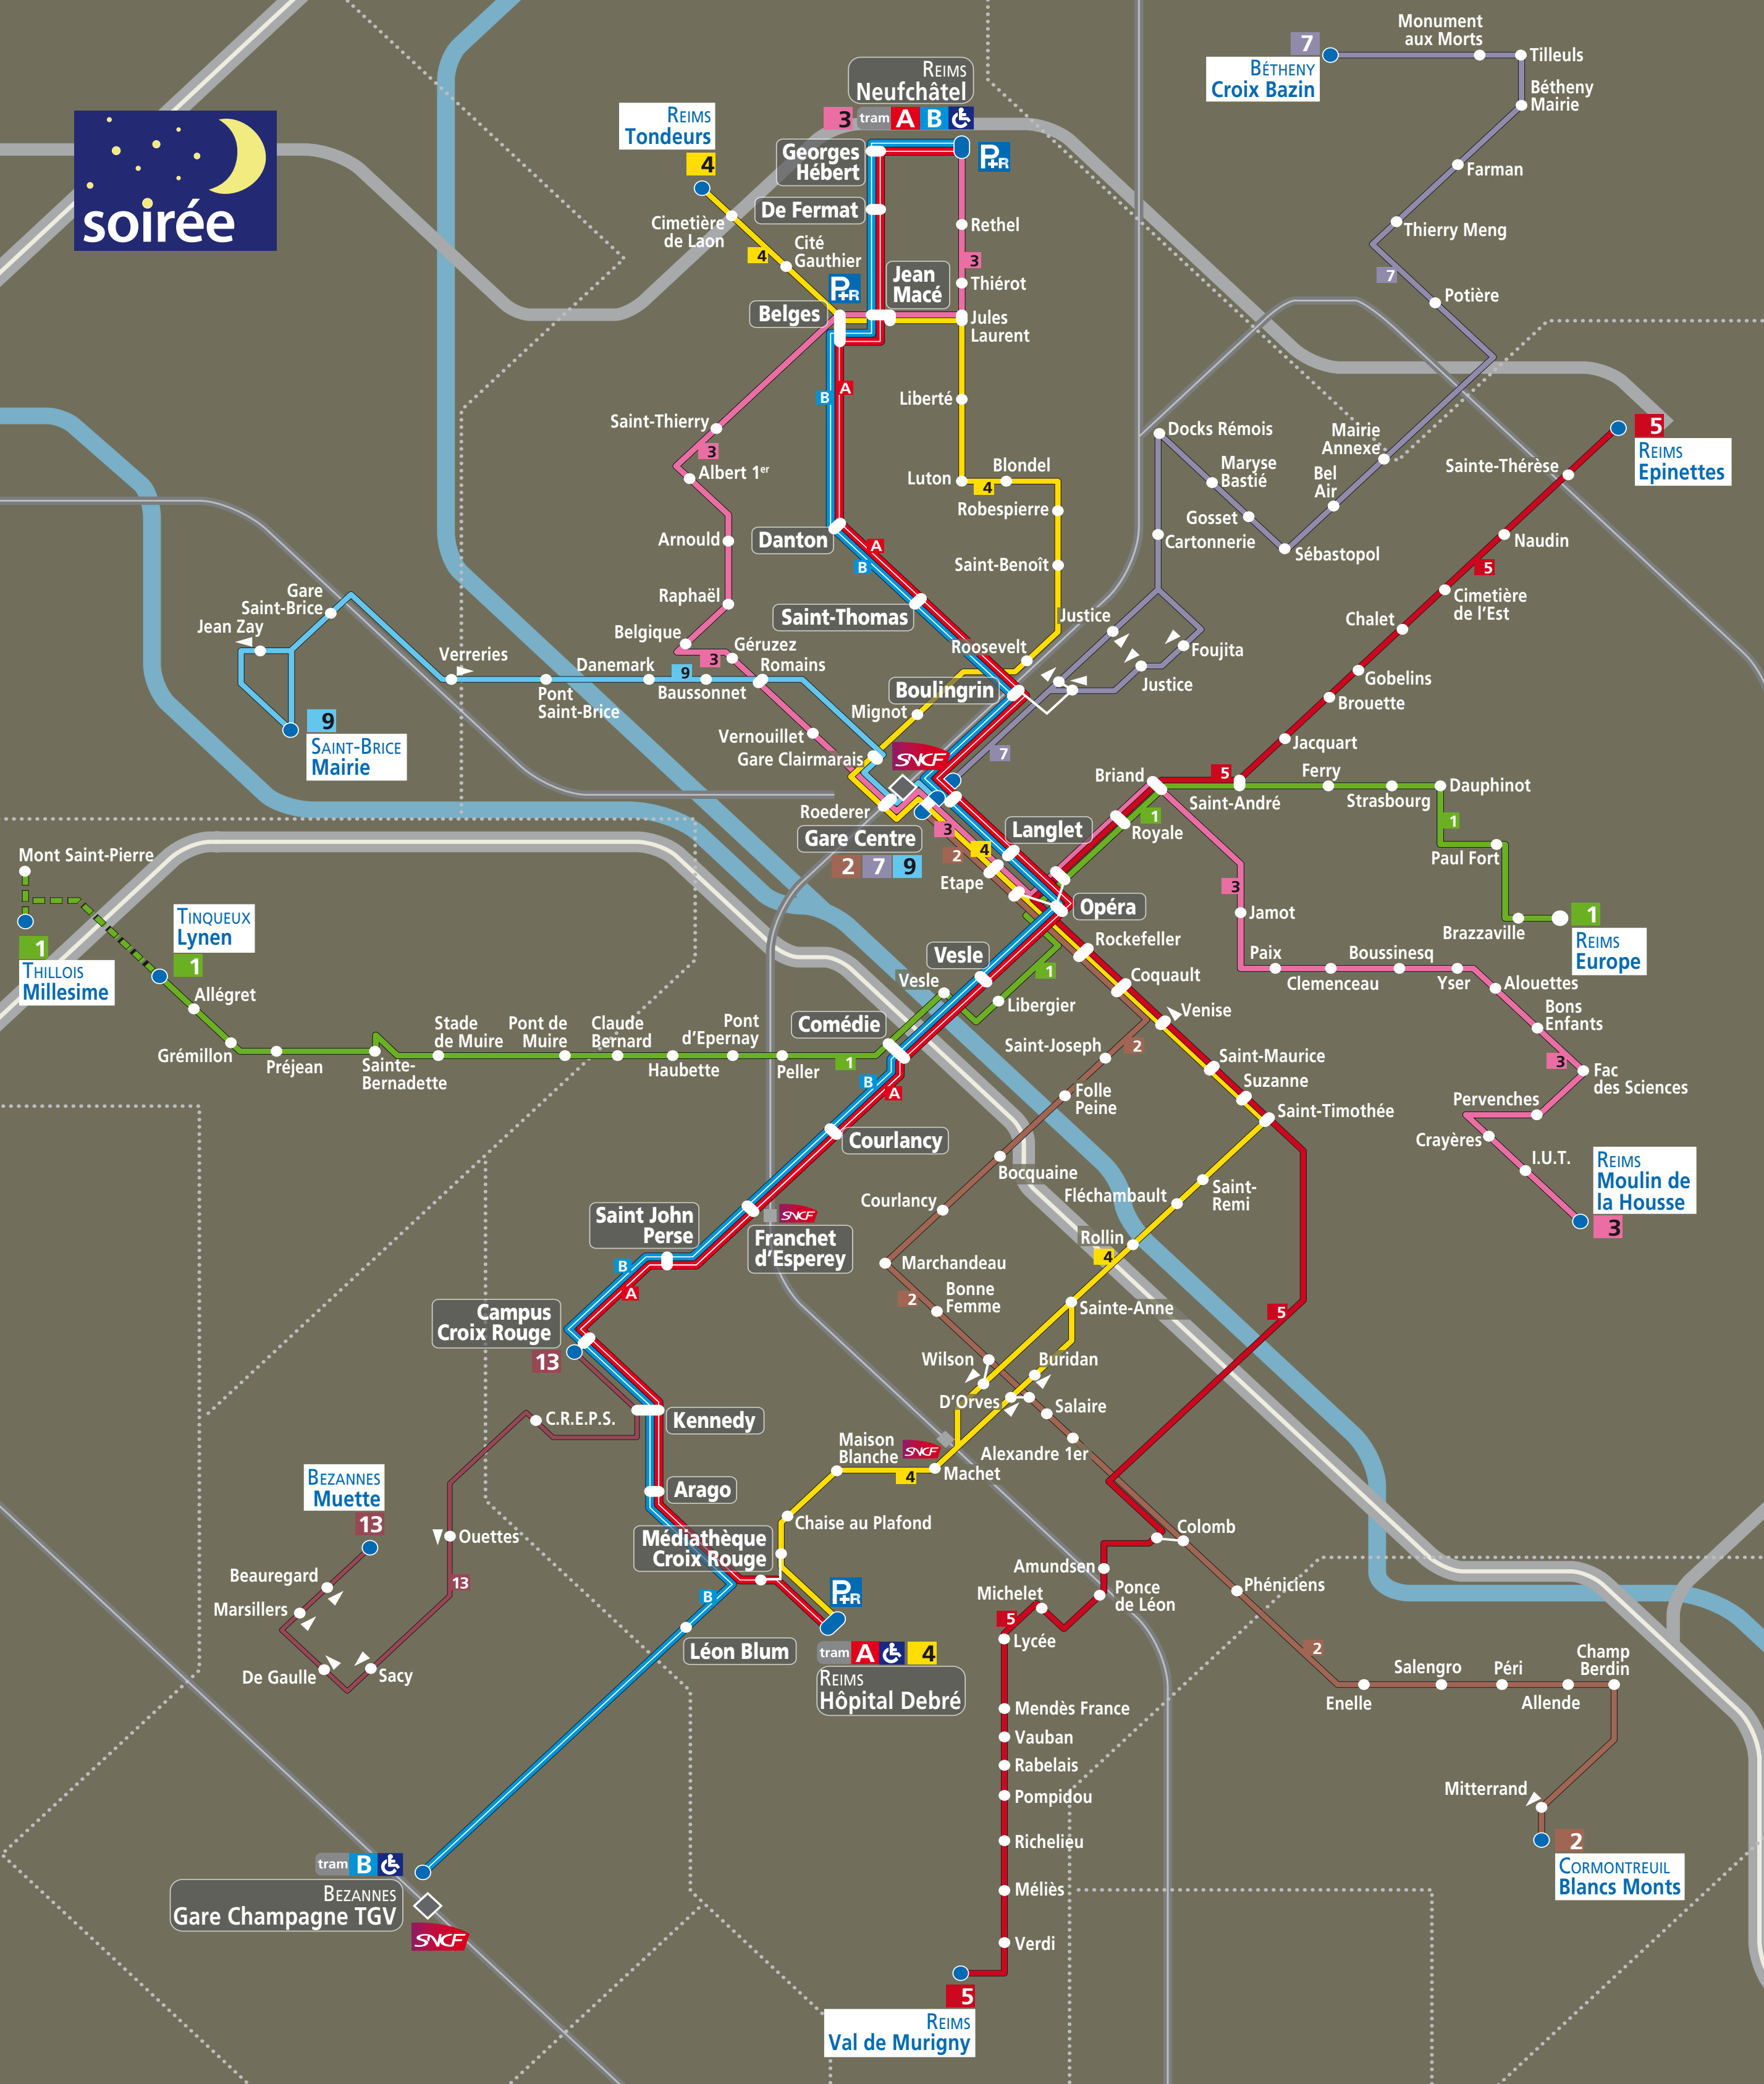 soirée
REIMS
Tondeurs
4
REIMS
Neufchâtel
3 tram A B
P+R
Georges
Hébert
De Fermat
Cimetière
de Laon
4
Cité
Gauthier
P+R
Jean
Macé
Belges
Rethel
3
Thiérot
Jules
Laurent
7
BÉTHENY
Croix Bazin
Monument
aux Morts
Tilleuls
Bétheny
Mairie
Farman
Thierry Meng
7
Potière
B
A
Liberté
Saint-Thierry
3
Albert 1er
Luton
Blondel
4
Robespierre
Docks Rémois
Maryse
Bastié
Mairie
Annexe
Bel
Air
Gosset
Cartonnerie
Sébastopol
5
REIMS
Epinettes
Sainte-Thérèse
Naudin
5
Cimetière
de l'Est
Chalet
Gobelins
Brouette
Jacquart
Arnould
Danton
A
B
Saint-Benoît
Raphaël
Saint-Thomas
Belgique
Géruzez
3
Romains
Roosevelt
Justice
Foujita
Justice
Boulingrin
Gare
Saint-Brice
Jean Zay
Verreries
Danemark
9
Baussonnet
Pont
Saint-Brice
9
SAINT-BRICE
Mairie
Vernouillet
Mignot
Gare Clairmarais
SNCF
7
Roederer
Gare Centre
2 7 9
3
4
2
Langlet
Etape
Briand
5
Saint-André
Royale
1
Ferry
Strasbourg
Dauphinot
1
Paul Fort
Brazzaville
1
REIMS
Europe
Opéra
3
Jamot
Paix
Clemenceau
Boussinesq
Yser
Alouettes
Bons
Enfants
3
Fac
des Sciences
Pervenches
Crayères
I.U.T.
REIMS
Moulin de
la Housse
3
Mont Saint-Pierre
1
THILLOIS
Millesime
TINQUEUX
Lynen
1
Allégret
Grémillon
Préjean
Sainte-
Bernadette
Stade
de Muire
Pont de
Muire
Claude
Bernard
Haubette
Pont
d'Epernay
Peller
1
Comédie
Vesle
Vesle
Libergier
1
Rockefeller
Coquault
Venise
Saint-Joseph
2
Saint-Maurice
Suzanne
Saint-Timothée
Folle
Peine
B
A
Courlancy
Bocquaine
Courlancy
Fléchambault
Saint-
Remi
Rollin
4
Saint John
Perse
SNCF
Franchet
d'Esperey
B
A
Marchandeau
Bonne
Femme
2
Sainte-Anne
5
Campus
Croix Rouge
13
Wilson
Buridan
D'Orves
Salaire
Alexandre 1er
C.R.E.P.S.
Kennedy
Maison
Blanche
SNCF
4
Machet
BEZANNES
Muette
13
Arago
Chaise au Plafond
Médiathèque
Croix Rouge
Ouettes
13
Beauregard
Marsillers
De Gaulle
Sacy
B
Léon Blum
P+R
tram A 4
REIMS
Hôpital Debré
Colomb
Amundsen
Michelet
Ponce
de Léon
5
Lycée
Phéniciens
2
Enelle
Salengro
Péri
Allende
Champ
Berdin
Mitterrand
2
CORMONTREUIL
Blancs Monts
Mendès France
Vauban
Rabelais
Pompidou
Richelieu
Méliès
Verdi
5
REIMS
Val de Murigny
tram B
BEZANNES
Gare Champagne TGV
SNCF